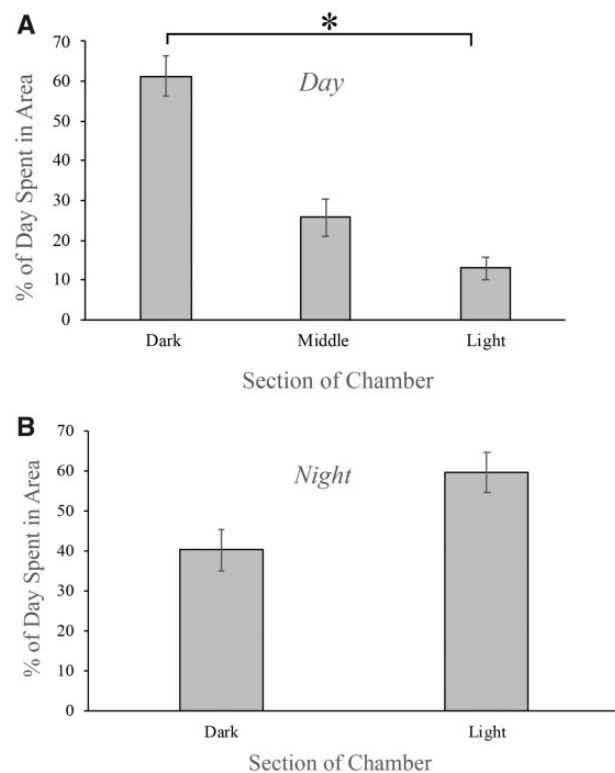 A
*
Day
% of Day Spent in Area
70
60
50
40
30
20
10
0
Dark Middle Light
Section of Chamber
B
Night
% of Day Spent in Area
70
60
50
40
30
20
10
0
Dark Light
Section of Chamber